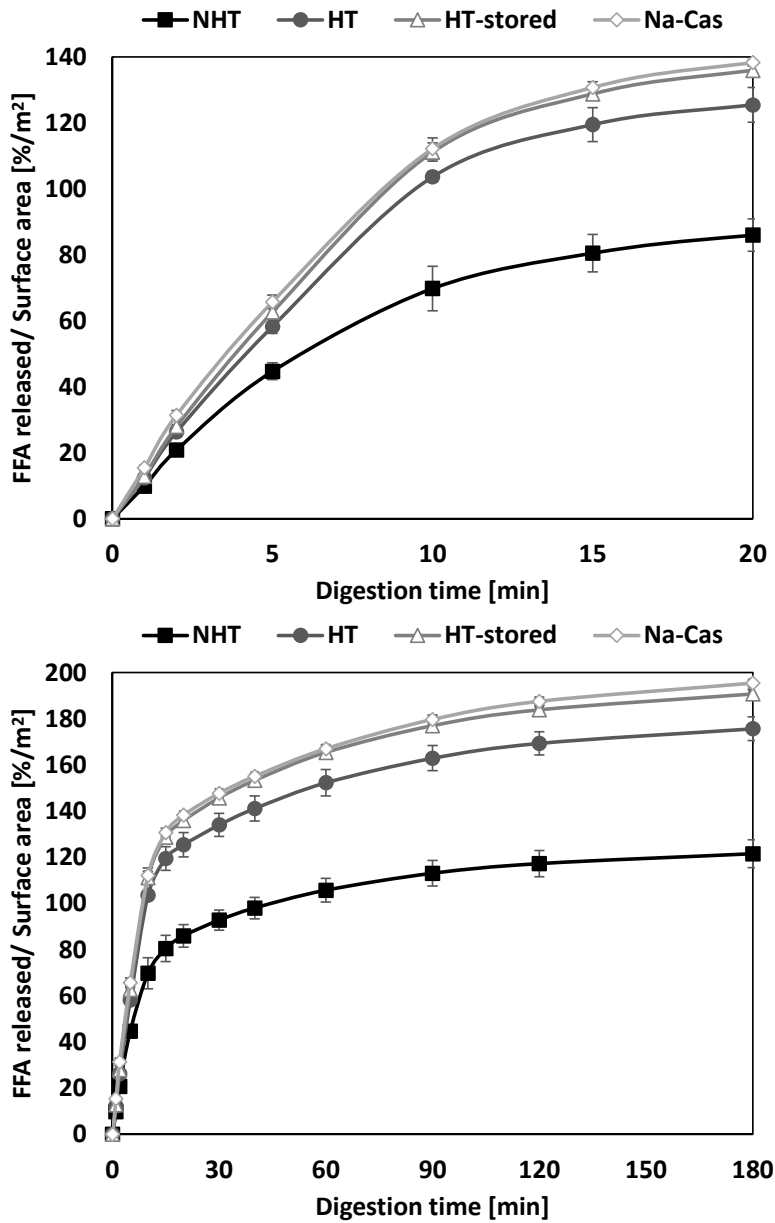 NHT HT HT-stored Na-Cas
140
120
100
80
60
40
20
0
FFA released/ Surface area [%/m²]
0 5 10 15 20
Digestion time [min]
NHT HT HT-stored Na-Cas
200
180
160
140
120
100
80
60
40
20
0
FFA released/ Surface area [%/m²]
0 30 60 90 120 150 180
Digestion time [min]